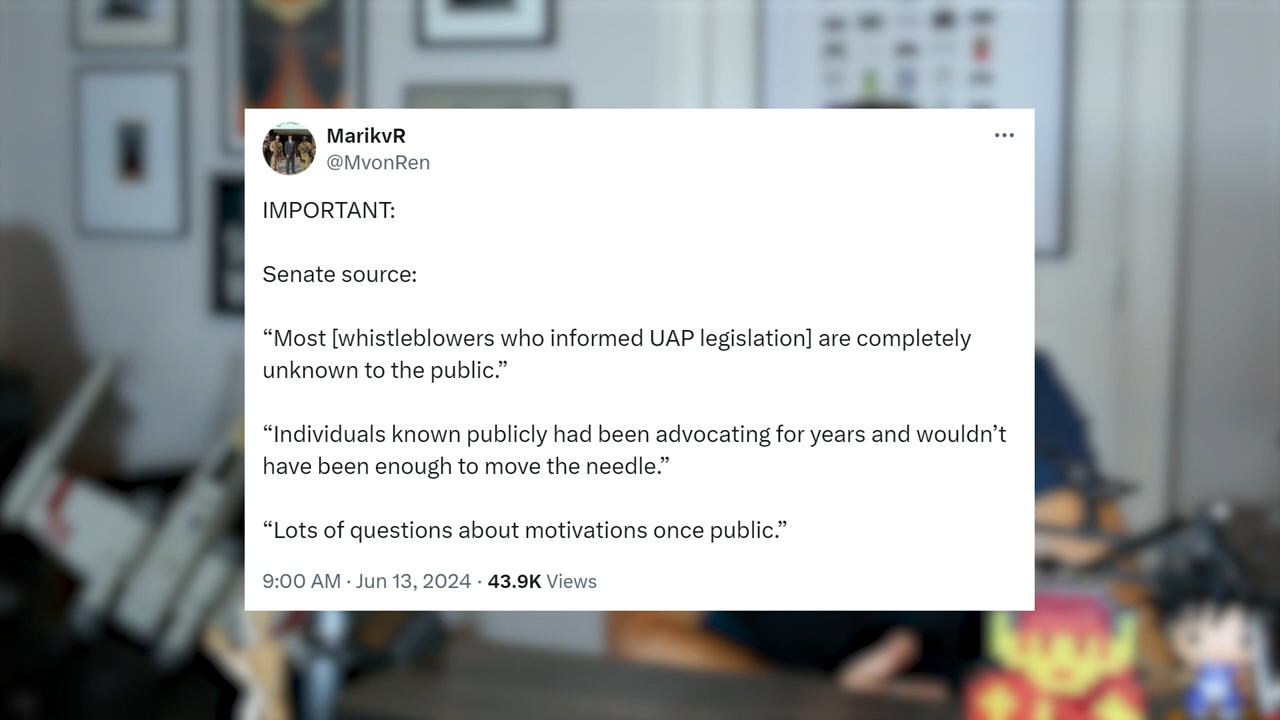 MarikvR
@MvonRen
IMPORTANT:
Senate source:
“Most [whistleblowers who informed UAP legislation] are completely
unknown to the public.”
“Individuals known publicly had been advocating for years and wouldn’t
have been enough to move the needle.”
“Lots of questions about motivations once public.”
9:00 AM · Jun 13, 2024 · 43.9K Views